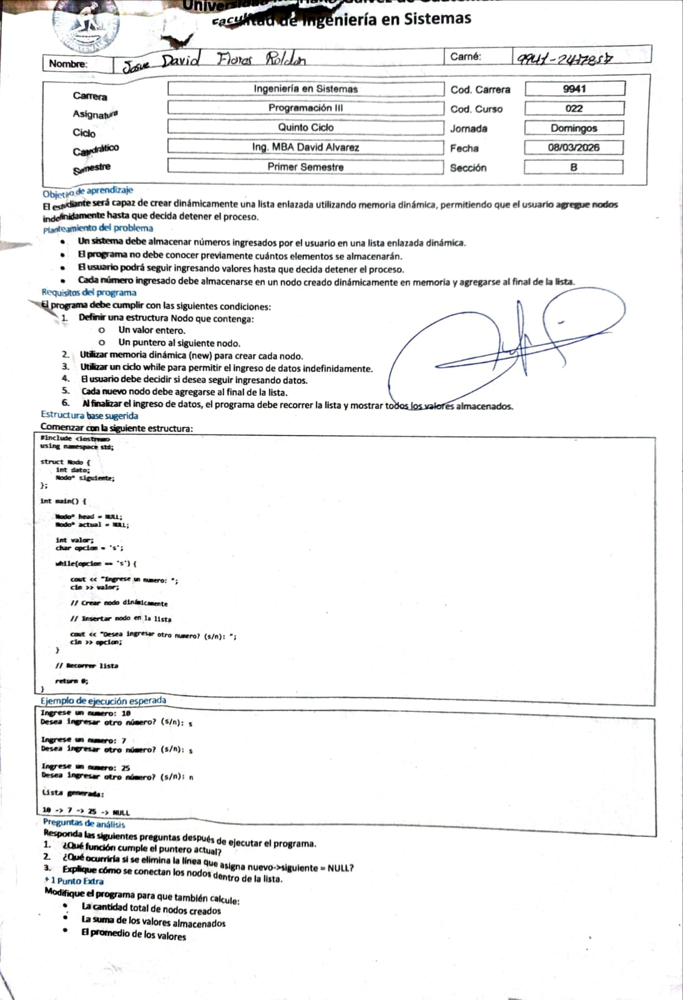 Facultad de Ingeniería en Sistemas
Nombre: Josue David Flores Roldan Carné: 9941-24-17857
Carrera Ingeniería en Sistemas Cod. Carrera 9941
Asignatura Programación III Cod. Curso 022
Ciclo Quinto Ciclo Jornada Domingos
Catedrático Ing. MBA David Alvarez Fecha 08/03/2026
Semestre Primer Semestre Sección B
Objetivo de aprendizaje
El estudiante será capaz de crear dinámicamente una lista enlazada utilizando memoria dinámica, permitiendo que el usuario agregue nodos
indefinidamente hasta que decida detener el proceso.
Planteamiento del problema
• Un sistema debe almacenar números ingresados por el usuario en una lista enlazada dinámica.
• El programa no debe conocer previamente cuántos elementos se almacenarán.
• El usuario podrá seguir ingresando valores hasta que decida detener el proceso.
• Cada número ingresado debe almacenarse en un nodo creado dinámicamente en memoria y agregarse al final de la lista.
Requisitos del programa
El programa debe cumplir con las siguientes condiciones:
1. Definir una estructura Nodo que contenga:
o Un valor entero.
o Un puntero al siguiente nodo.
2. Utilizar memoria dinámica (new) para crear cada nodo.
3. Utilizar un ciclo while para permitir el ingreso de datos indefinidamente.
4. El usuario debe decidir si desea seguir ingresando datos.
5. Cada nuevo nodo debe agregarse al final de la lista.
6. Al finalizar el ingreso de datos, el programa debe recorrer la lista y mostrar todos los valores almacenados.
Estructura base sugerida
Comenzar con la siguiente estructura:
#include <iostream>
using namespace std;
struct Nodo {
int dato;
Nodo* siguiente;
};
int main() {
Nodo* head = NULL;
Nodo* actual = NULL;
int valor;
char opcion = 's';
while(opcion == 's') {
cout << "Ingrese un numero: ";
cin >> valor;
// Crear nodo dinámicamente
// Insertar nodo en la lista
cout << "Desea ingresar otro numero? (s/n): ";
cin >> opcion;
}
// Recorrer lista
return 0;
}
Ejemplo de ejecución esperada
Ingrese un numero: 10
Desea ingresar otro número? (s/n): s
Ingrese un numero: 7
Desea ingresar otro número? (s/n): s
Ingrese un numero: 25
Desea ingresar otro número? (s/n): n
Lista generada:
10 -> 7 -> 25 -> NULL
Preguntas de análisis
Responda las siguientes preguntas después de ejecutar el programa.
1. ¿Qué función cumple el puntero actual?
2. ¿Qué ocurriría si se elimina la línea que asigna nuevo->siguiente = NULL?
3. Explique cómo se conectan los nodos dentro de la lista.
+ 1 Punto Extra
Modifique el programa para que también calcule:
• La cantidad total de nodos creados
• La suma de los valores almacenados
• El promedio de los valores